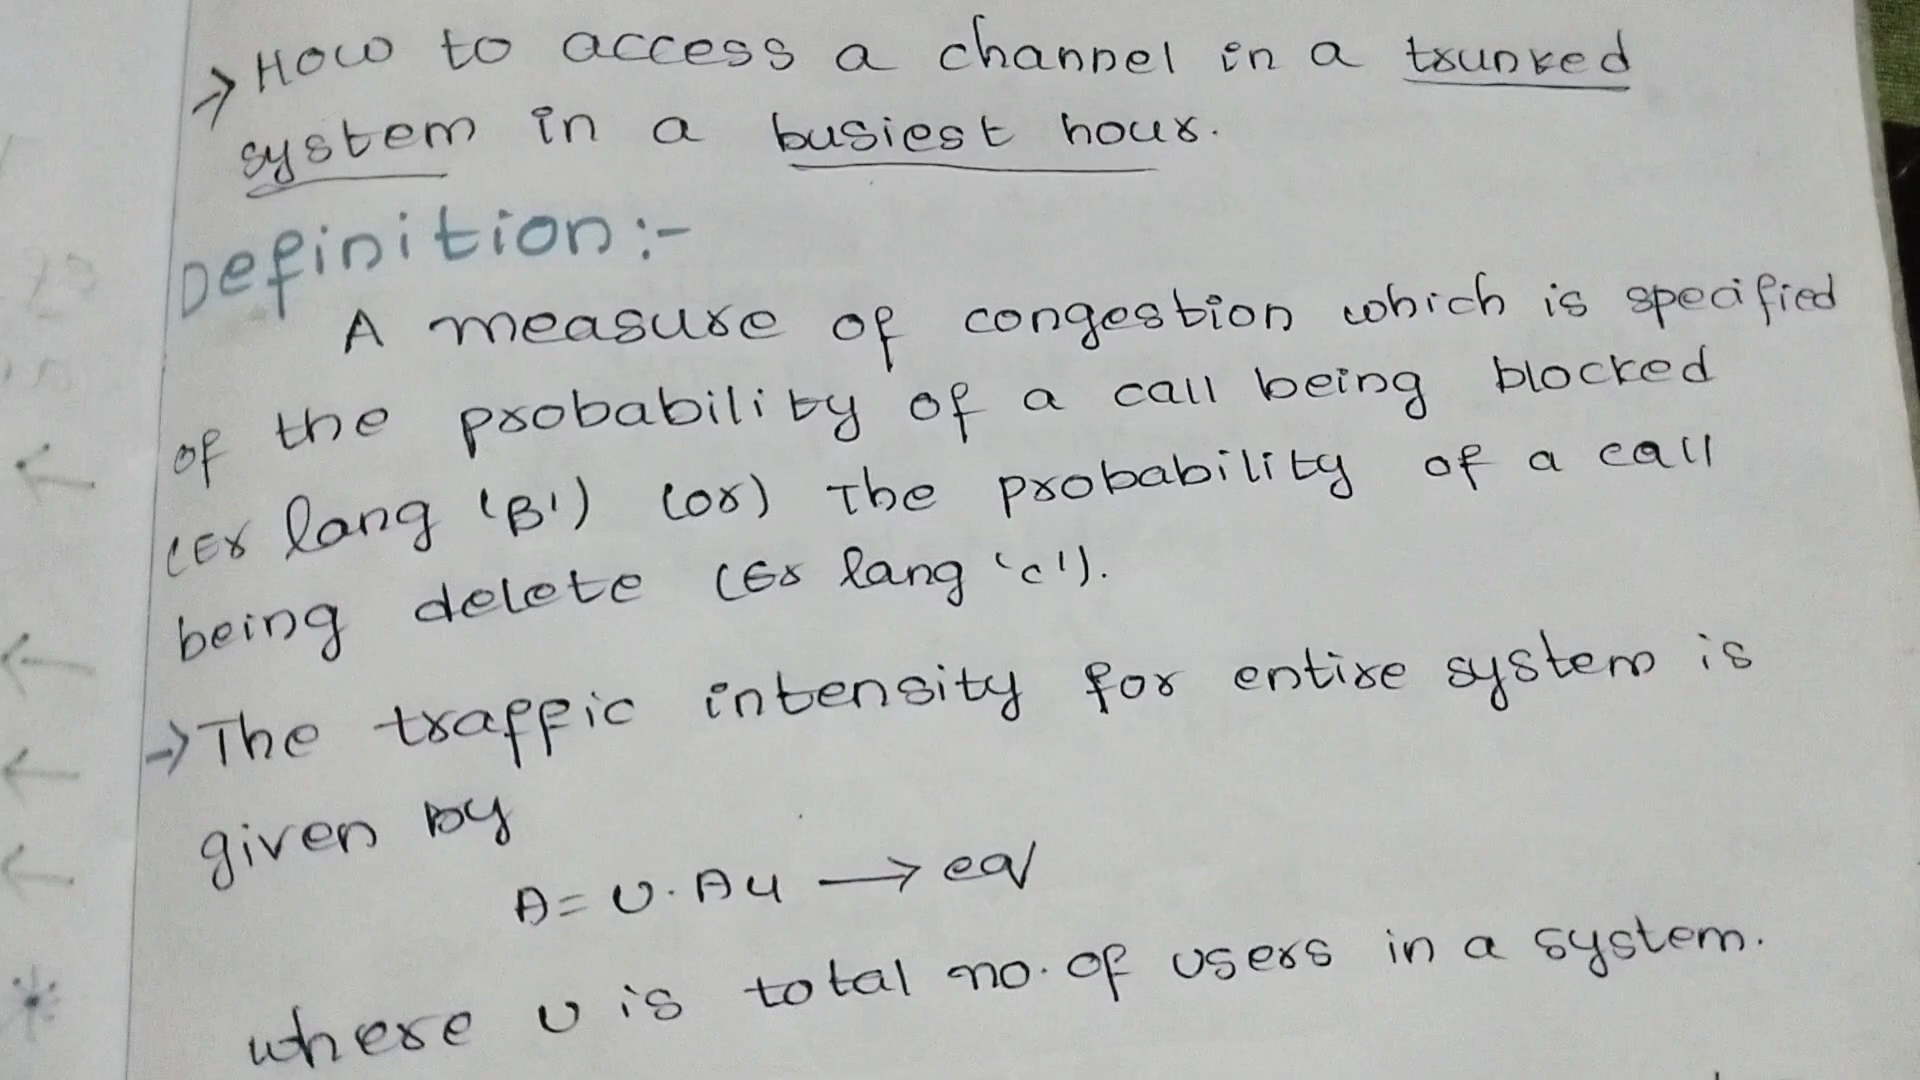 → How to access a channel in a trunked
system in a busiest hour.
Definition:-
A measure of congestion which is specified
of the probability of a call being blocked
(Er lang 'B') (or) The probability of a call
being delete (Er lang 'c').
→ The traffic intensity for entire system is
given by
A = U. Au → eq
where U is total no. of users in a system.